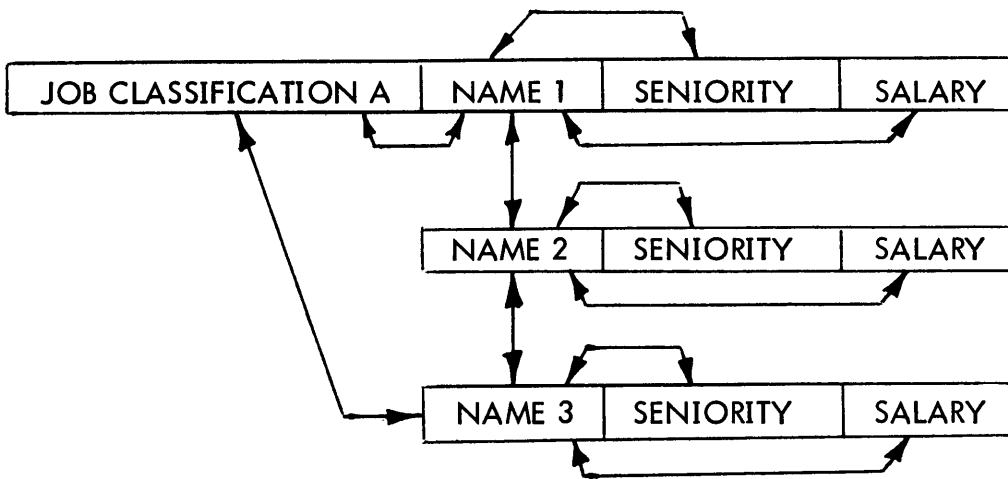 JOB CLASSIFICATION A NAME 1 SENIORITY SALARY
NAME 2 SENIORITY SALARY
NAME 3 SENIORITY SALARY